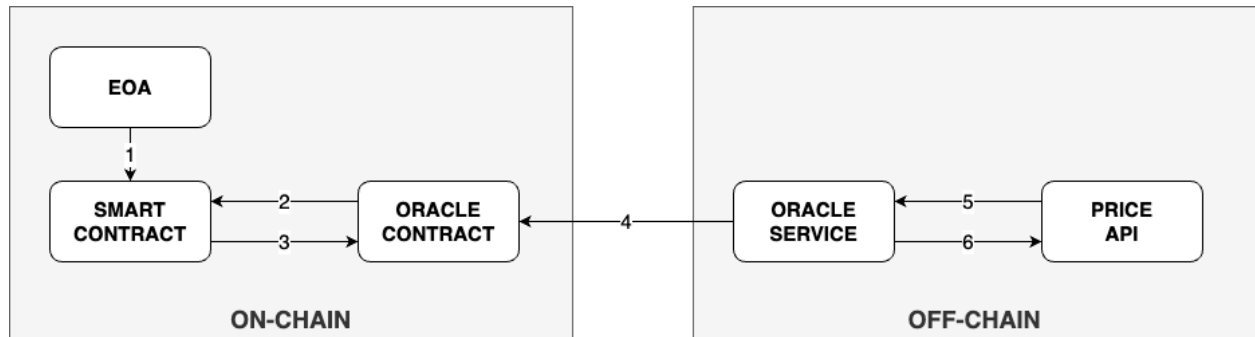 EOA
1
SMART
CONTRACT
2
3
ORACLE
CONTRACT
4
ORACLE
SERVICE
5
6
PRICE
API
ON-CHAIN
OFF-CHAIN